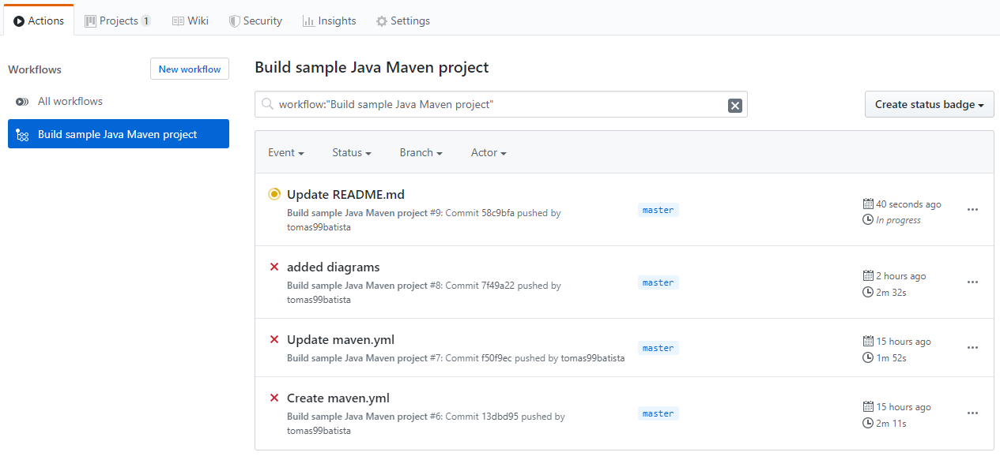 Actions Projects 1 Wiki Security Insights Settings
Workflows New workflow
All workflows
Build sample Java Maven project
Build sample Java Maven project
workflow:"Build sample Java Maven project"
Create status badge
Event Status Branch Actor
Update README.md
Build sample Java Maven project #9: Commit 58c9bfa pushed by
tomas99batista
master
40 seconds ago
In progress
added diagrams
Build sample Java Maven project #8: Commit 7f49a22 pushed by
tomas99batista
master
2 hours ago
2m 32s
Update maven.yml
Build sample Java Maven project #7: Commit f50f9ec pushed by tomas99batista
master
15 hours ago
1m 52s
Create maven.yml
Build sample Java Maven project #6: Commit 13dbd95 pushed by
tomas99batista
master
15 hours ago
2m 11s